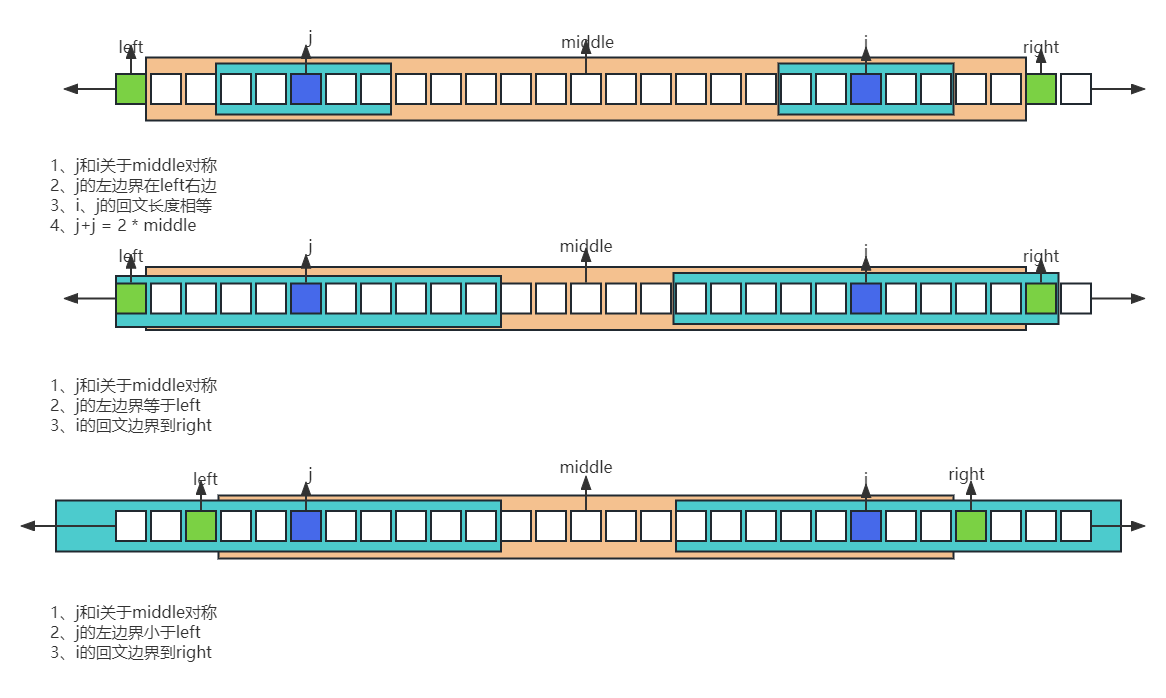 left j middle i right
1、j和i关于middle对称
2、j的左边界在left右边
3、i、j的回文长度相等
4、j+j = 2 * middle
left j middle i right
1、j和i关于middle对称
2、j的左边界等于left
3、i的回文边界到right
left j middle i right
1、j和i关于middle对称
2、j的左边界小于left
3、i的回文边界到right